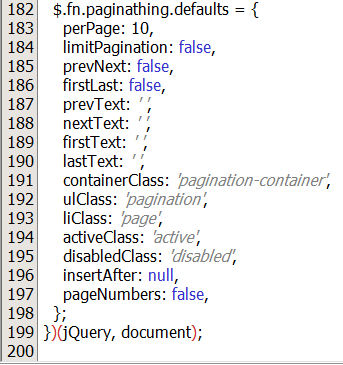 182 $.fn.paginathing.defaults = {
183 perPage: 10,
184 limitPagination: false,
185 prevNext: false,
186 firstLast: false,
187 prevText: ' ',
188 nextText: ' ',
189 firstText: ' ',
190 lastText: ' ',
191 containerClass: 'pagination-container',
192 ulClass: 'pagination',
193 liClass: 'page',
194 activeClass: 'active',
195 disabledClass: 'disabled',
196 insertAfter: null,
197 pageNumbers: false,
198 };
199 })(jQuery, document);
200